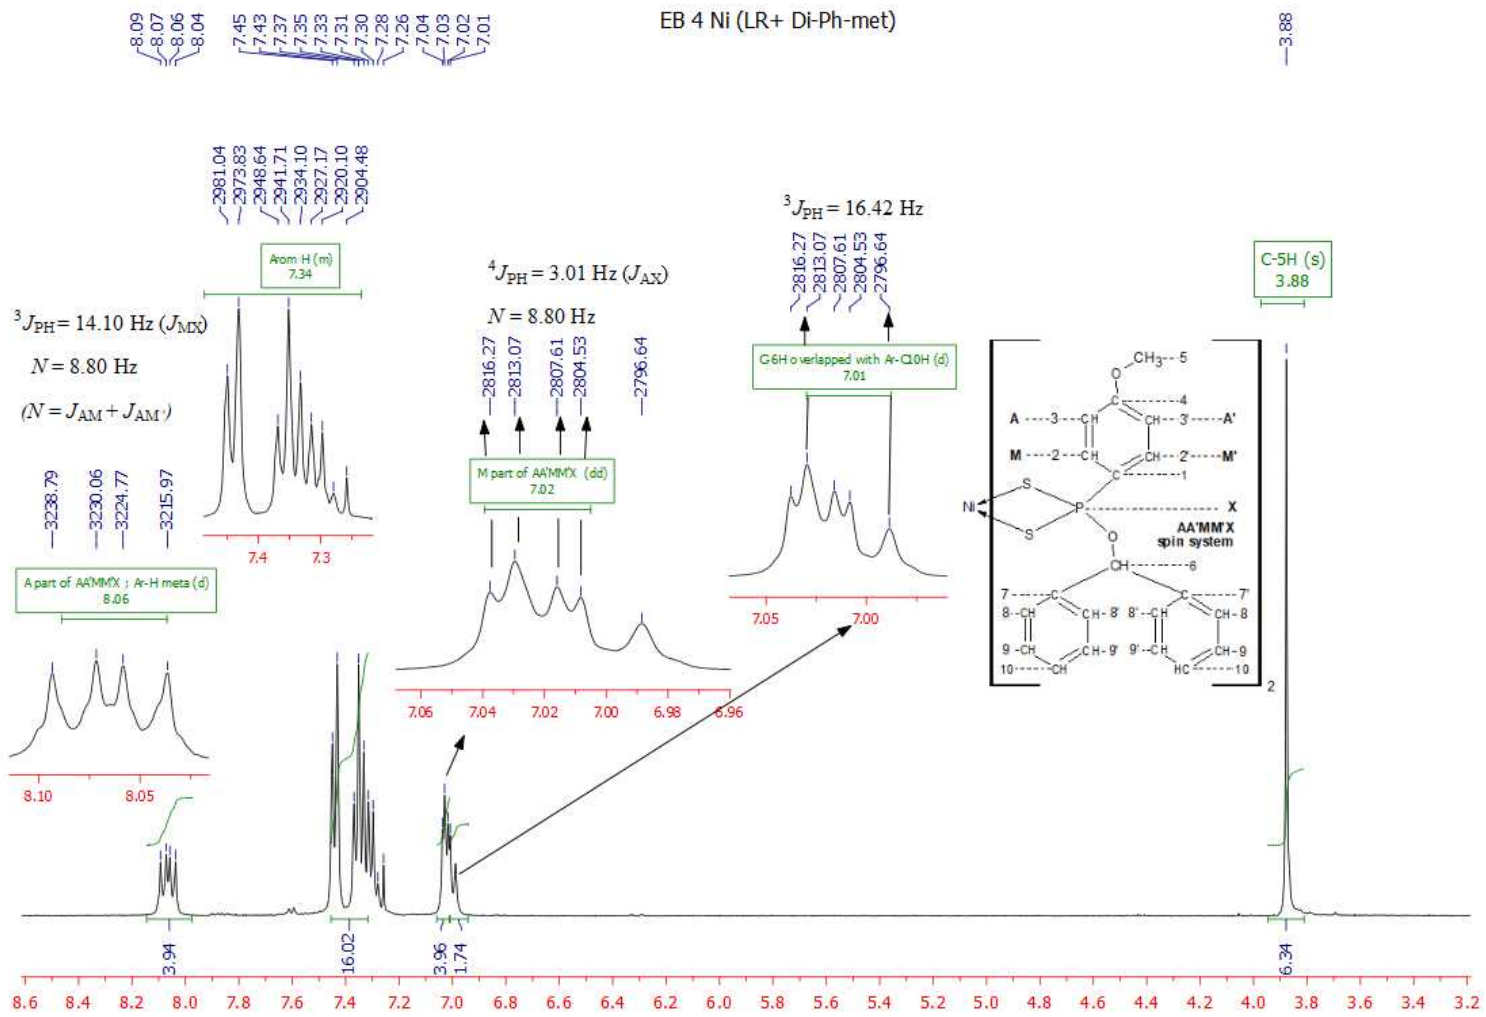 EB 4 Ni (LR+ Di-Ph-met)
8.09
8.07
8.06
8.04
7.45
7.43
7.37
7.35
7.33
7.31
7.30
7.28
7.26
7.04
7.03
7.02
7.01
3.88
2981.04
2973.83
2948.64
2941.71
2934.10
2927.17
2920.10
2904.48
Arom H (m)
7.34
7.4 7.3
³JPH = 14.10 Hz (JMX)
N = 8.80 Hz
(N = JAM + JAM')
3238.79
3230.06
3224.77
3215.97
A part of AA'MM'X ; Ar-H meta (d)
8.06
8.10 8.05
⁴JPH = 3.01 Hz (JAX)
N = 8.80 Hz
2816.27
2813.07
2807.61
2804.53
2796.64
M part of AA'MM'X (dd)
7.02
7.06 7.04 7.02 7.00 6.98 6.96
³JPH = 16.42 Hz
2816.27
2813.07
2807.61
2804.53
2796.64
C-6H overlapped with Ar-C10H (d)
7.01
7.05 7.00
C-5H (s)
3.88
CH3 5
O
4
A 3 CH CH 3' A'
M 2 CH CH 2' M'
1
S
Ni P X
S
AA'MM'X
spin system
O
CH 6
7 7'
8 CH CH 8' 8' CH CH 8
9 CH CH 9' 9' CH CH 9
10 CH HC 10
2
3.94
16.02
3.96
1.74
6.34
8.6 8.4 8.2 8.0 7.8 7.6 7.4 7.2 7.0 6.8 6.6 6.4 6.2 6.0 5.8 5.6 5.4 5.2 5.0 4.8 4.6 4.4 4.2 4.0 3.8 3.6 3.4 3.2